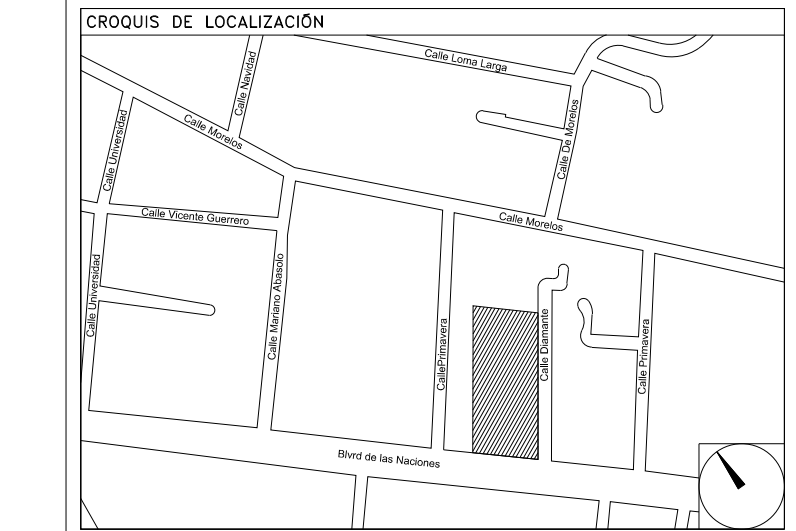 CROQUIS DE LOCALIZACIÓN
Calle Loma Larga
Calle Navidad
Calle Morelos
Calle De Morelos
Calle Universidad
Calle Vicente Guerrero
Calle Morelos
Calle Universidad
Calle Mariano Abasolo
CallePrimavera
Calle Diamante
Calle Primavera
Blvrd de las Naciones